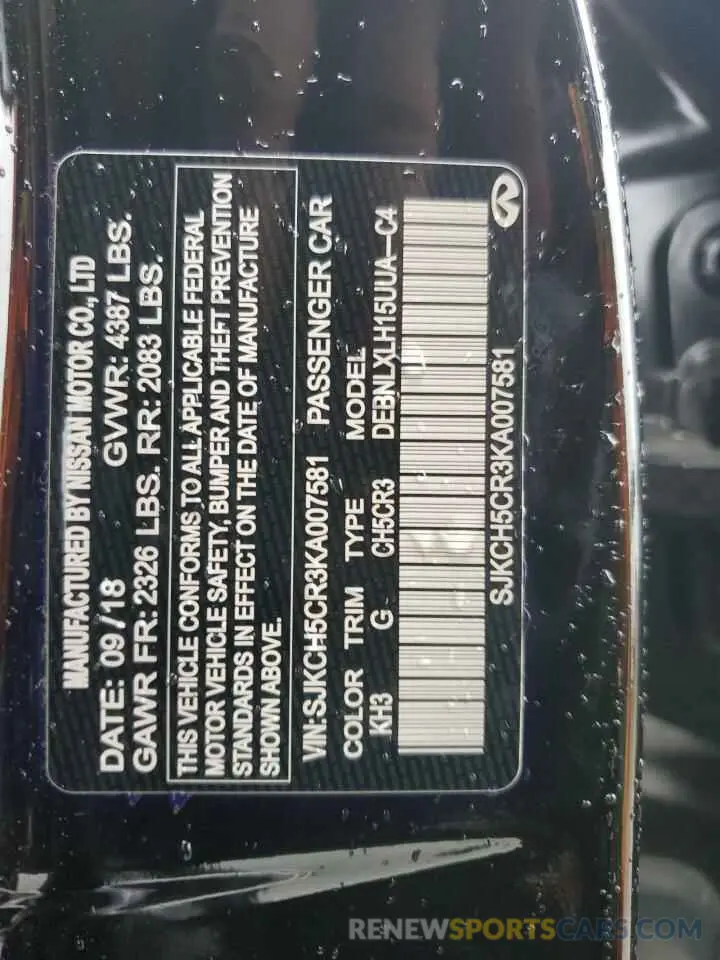 MANUFACTURED BY NISSAN MOTOR CO., LTD
DATE: 09/18 GVWR: 4387 LBS.
GAWR FR: 2326 LBS. RR: 2083 LBS.
THIS VEHICLE CONFORMS TO ALL APPLICABLE FEDERAL
MOTOR VEHICLE SAFETY, BUMPER AND THEFT PREVENTION
STANDARDS IN EFFECT ON THE DATE OF MANUFACTURE
SHOWN ABOVE.
VIN:SJKCH5CR3KA007581 PASSENGER CAR
COLOR TRIM TYPE MODEL
KH3 G CH5CR3 DEBNLXLH15UUA-C4
SJKCH5CR3KA007581
RENEWSPORTSCARS.COM